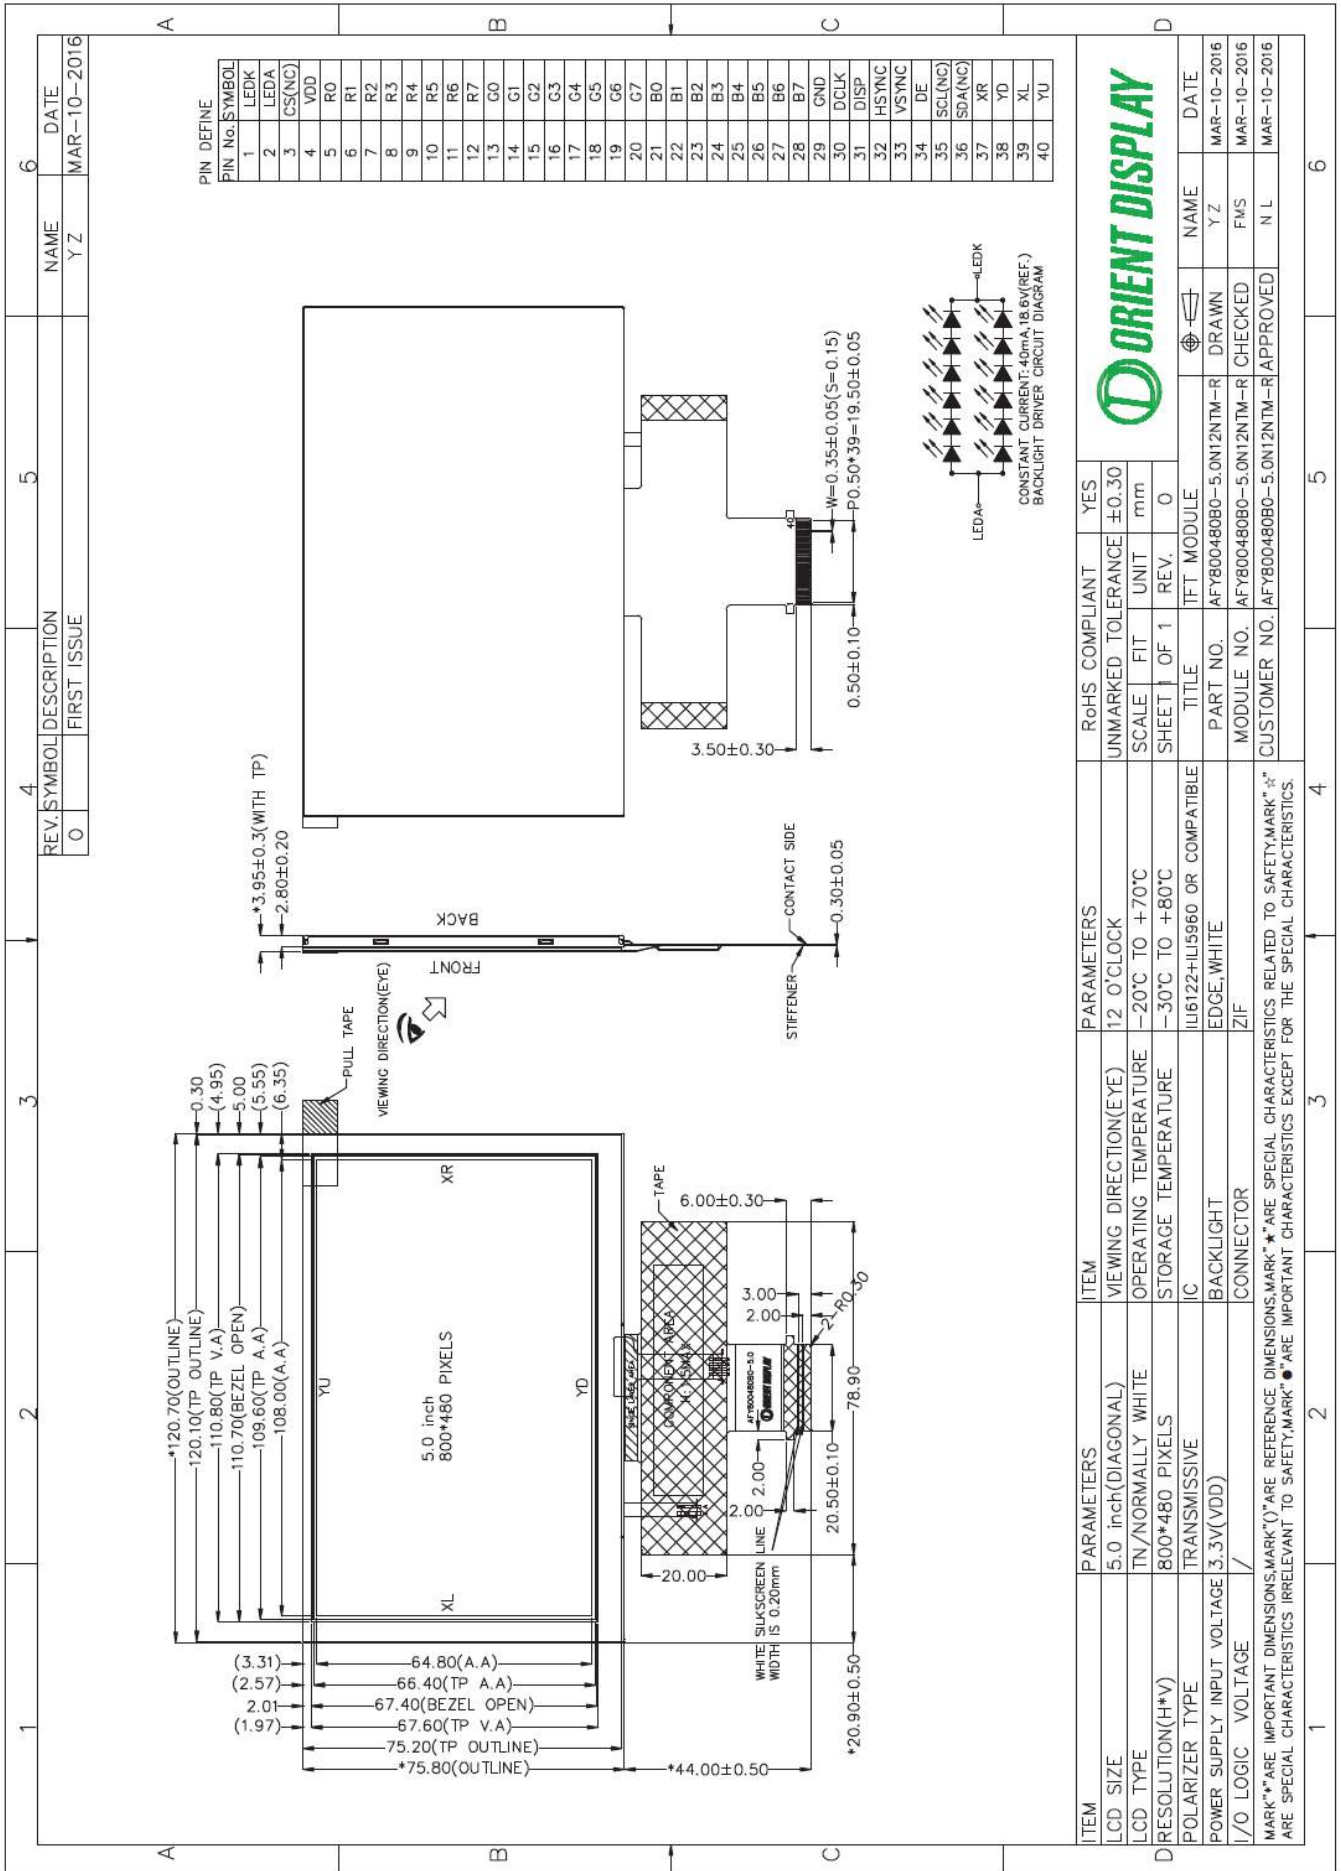 1
2
3
4
5
6
A
B
C
D
REV. SYMBOL DESCRIPTION NAME DATE
0 FIRST ISSUE Y Z MAR-10-2016
*120.70(OUTLINE)
120.10(TP OUTLINE) 0.30
110.80(TP V.A) (4.95)
110.70(BEZEL OPEN) 5.00
109.60(TP A.A) (5.55)
108.00(A.A) (6.35)
PULL TAPE
(3.31) 64.80(A.A)
(2.57) 66.40(TP A.A)
2.01 67.40(BEZEL OPEN)
(1.97) 67.60(TP V.A)
75.20(TP OUTLINE)
*75.80(OUTLINE)
*44.00±0.50
YU
XL
XR
YD
5.0 inch
800*480 PIXELS
TAPE
20.00
6.00±0.30
3.00
2.00
2-R0.30
AFY800480B0-5.0
ORIENT DISPLAY
2.00
2.00
WHITE SILKSCREEN LINE
WIDTH IS 0.20mm
20.50±0.10
*20.90±0.50
78.90
VIEWING DIRECTION(EYE)
FRONT
BACK
*3.95±0.3(WITH TP)
2.80±0.20
STIFFENER
CONTACT SIDE
0.30±0.05
3.50±0.30
1
40
W=0.35±0.05(S=0.15)
0.50±0.10
P0.50*39=19.50±0.05
LEDA
LEDK
CONSTANT CURRENT: 40mA,18.6V(REF.)
BACKLIGHT DRIVER CIRCUIT DIAGRAM
PIN DEFINE
PIN No. SYMBOL
1 LEDK
2 LEDA
3 CS(NC)
4 VDD
5 R0
6 R1
7 R2
8 R3
9 R4
10 R5
11 R6
12 R7
13 G0
14 G1
15 G2
16 G3
17 G4
18 G5
19 G6
20 G7
21 B0
22 B1
23 B2
24 B3
25 B4
26 B5
27 B6
28 B7
29 GND
30 DCLK
31 DISP
32 HSYNC
33 VSYNC
34 DE
35 SCL(NC)
36 SDA(NC)
37 XR
38 YD
39 XL
40 YU
ITEM PARAMETERS ITEM PARAMETERS
LCD SIZE 5.0 inch(DIAGONAL) VIEWING DIRECTION(EYE) 12 O'CLOCK
LCD TYPE TN/NORMALLY WHITE OPERATING TEMPERATURE -20°C TO +70°C
RESOLUTION(H*V) 800*480 PIXELS STORAGE TEMPERATURE -30°C TO +80°C
POLARIZER TYPE TRANSMISSIVE IC ILI6122+ILI5960 OR COMPATIBLE
POWER SUPPLY INPUT VOLTAGE 3.3V(VDD) BACKLIGHT EDGE,WHITE
I/O LOGIC VOLTAGE / CONNECTOR ZIF
MARK"*"ARE IMPORTANT DIMENSIONS,MARK"()"ARE REFERENCE DIMENSIONS,MARK"★"ARE SPECIAL CHARACTERISTICS RELATED TO SAFETY,MARK"☆"
ARE SPECIAL CHARACTERISTICS IRRELEVANT TO SAFETY,MARK"●"ARE IMPORTANT CHARACTERISTICS EXCEPT FOR THE SPECIAL CHARACTERISTICS.
RoHS COMPLIANT YES
UNMARKED TOLERANCE ±0.30
SCALE FIT UNIT mm
SHEET 1 OF 1 REV. 0
ORIENT DISPLAY
TITLE TFT MODULE NAME DATE
PART NO. AFY800480B0-5.0N12NTM-R DRAWN Y Z MAR-10-2016
MODULE NO. AFY800480B0-5.0N12NTM-R CHECKED FMS MAR-10-2016
CUSTOMER NO. AFY800480B0-5.0N12NTM-R APPROVED N L MAR-10-2016
1
2
3
4
5
6
A
B
C
D